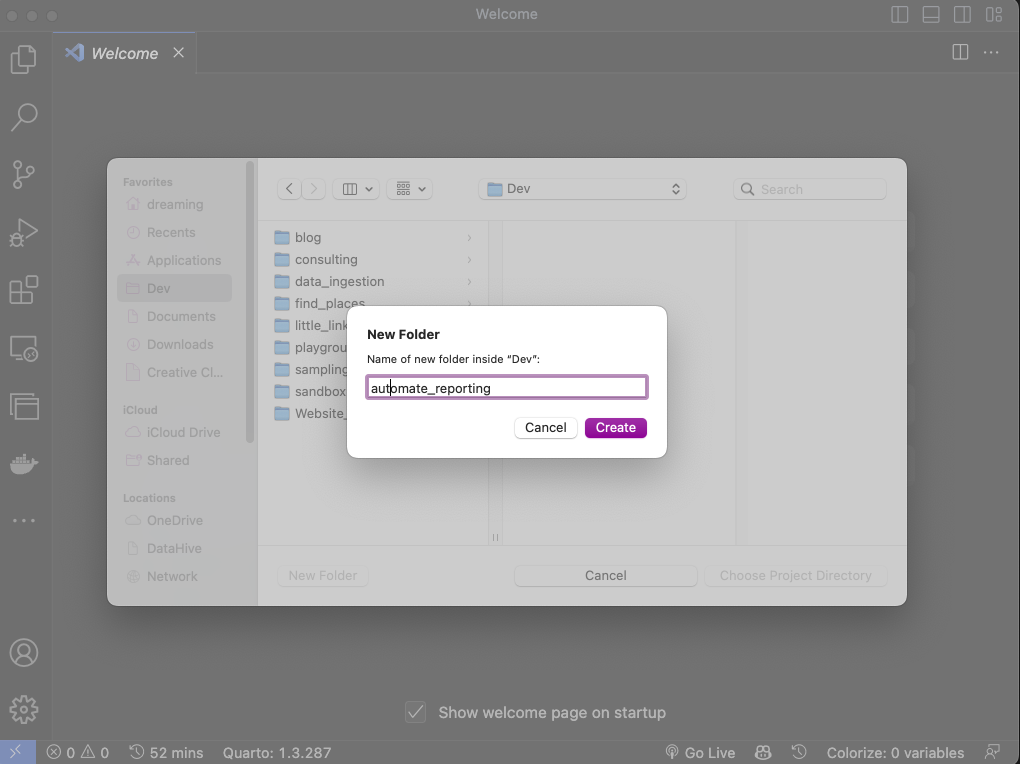 Welcome
Welcome
Favorites
dreaming
Recents
Applications
Dev
Documents
Downloads
Creative Cl...
iCloud
iCloud Drive
Shared
Locations
OneDrive
DataHive
Network
Dev
Search
blog
consulting
data_ingestion
find_places
little_link
playgrou
sampling
sandbox
Website_
New Folder
Name of new folder inside “Dev”:
automate_reporting
Cancel Create
New Folder Cancel Choose Project Directory
Show welcome page on startup
0 0 52 mins Quarto: 1.3.287 Go Live Colorize: 0 variables